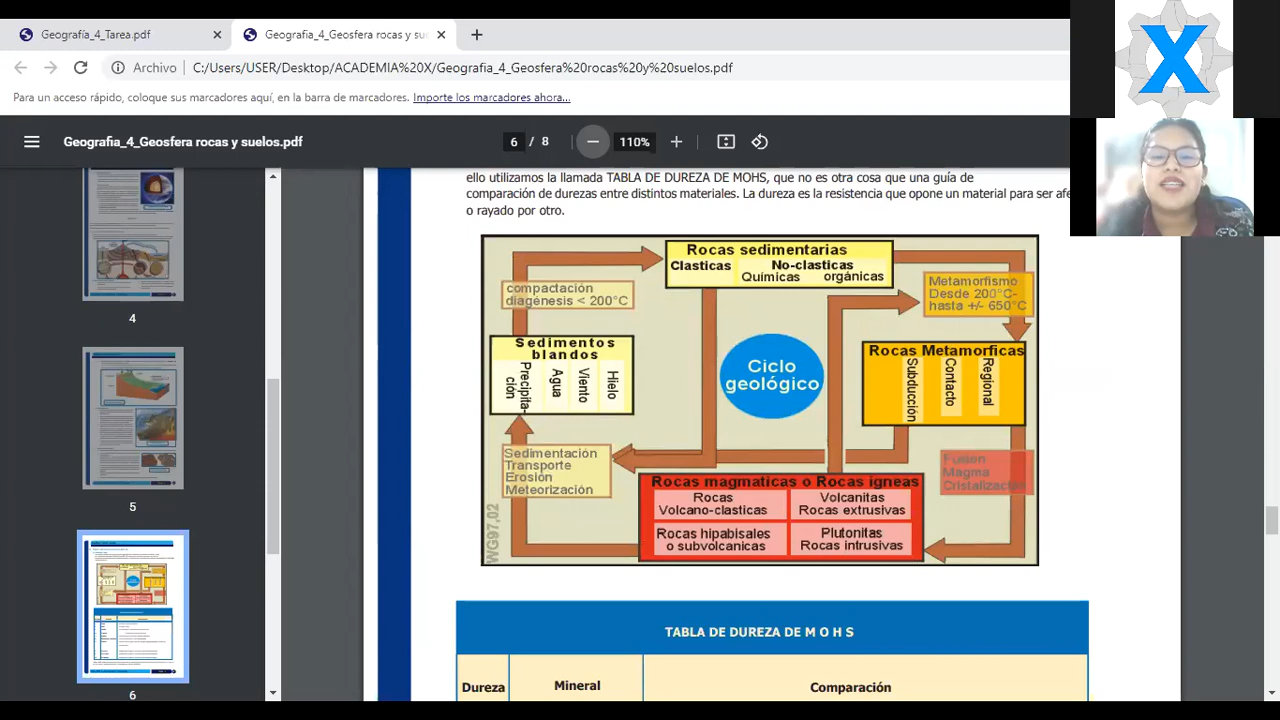 Geografía_4_Tarea.pdf
Geografia_4_Geosfera rocas y sue
Archivo
C:/Users/USER/Desktop/ACADEMIA%20X/Geografia_4_Geosfera%20rocas%20y%20suelos.pdf
Para un acceso rápido, coloque sus marcadores aquí, en la barra de marcadores. Importe los marcadores ahora...
Geografia_4_Geosfera rocas y suelos.pdf
6 / 8
110%
X
4
5
6
ello utilizamos la llamada TABLA DE DUREZA DE MOHS, que no es otra cosa que una guía de
comparación de durezas entre distintos materiales. La dureza es la resistencia que opone un material para ser afe
o rayado por otro.
Rocas sedimentarias
Clasticas
No-clasticas
Químicas orgánicas
compactación
diagénesis < 200°C
Metamorfismo
Desde 200°C-
hasta +/- 650°C
Sedimentos
blandos
Precipita-
ción
Agua
Viento
Hielo
Ciclo
geológico
Rocas Metamorficas
Subducción
Contacto
Regional
Sedimentación
Transporte
Erosión
Meteorización
Fusion
Magma
Cristalizacion
Rocas magmaticas o Rocas igneas
Rocas
Volcano-clasticas
Volcanitas
Rocas extrusivas
Rocas hipabisales
o subvolcanicas
Plutonitas
Rocas intrusivas
WG97,02
TABLA DE DUREZA DE M O H S
Dureza
Mineral
Comparación